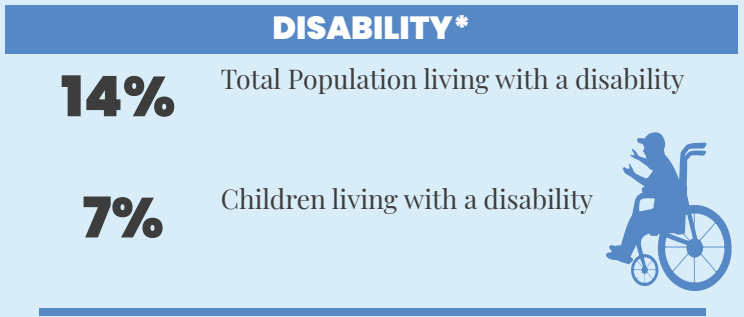 DISABILITY*
14%
Total Population living with a disability
7%
Children living with a disability